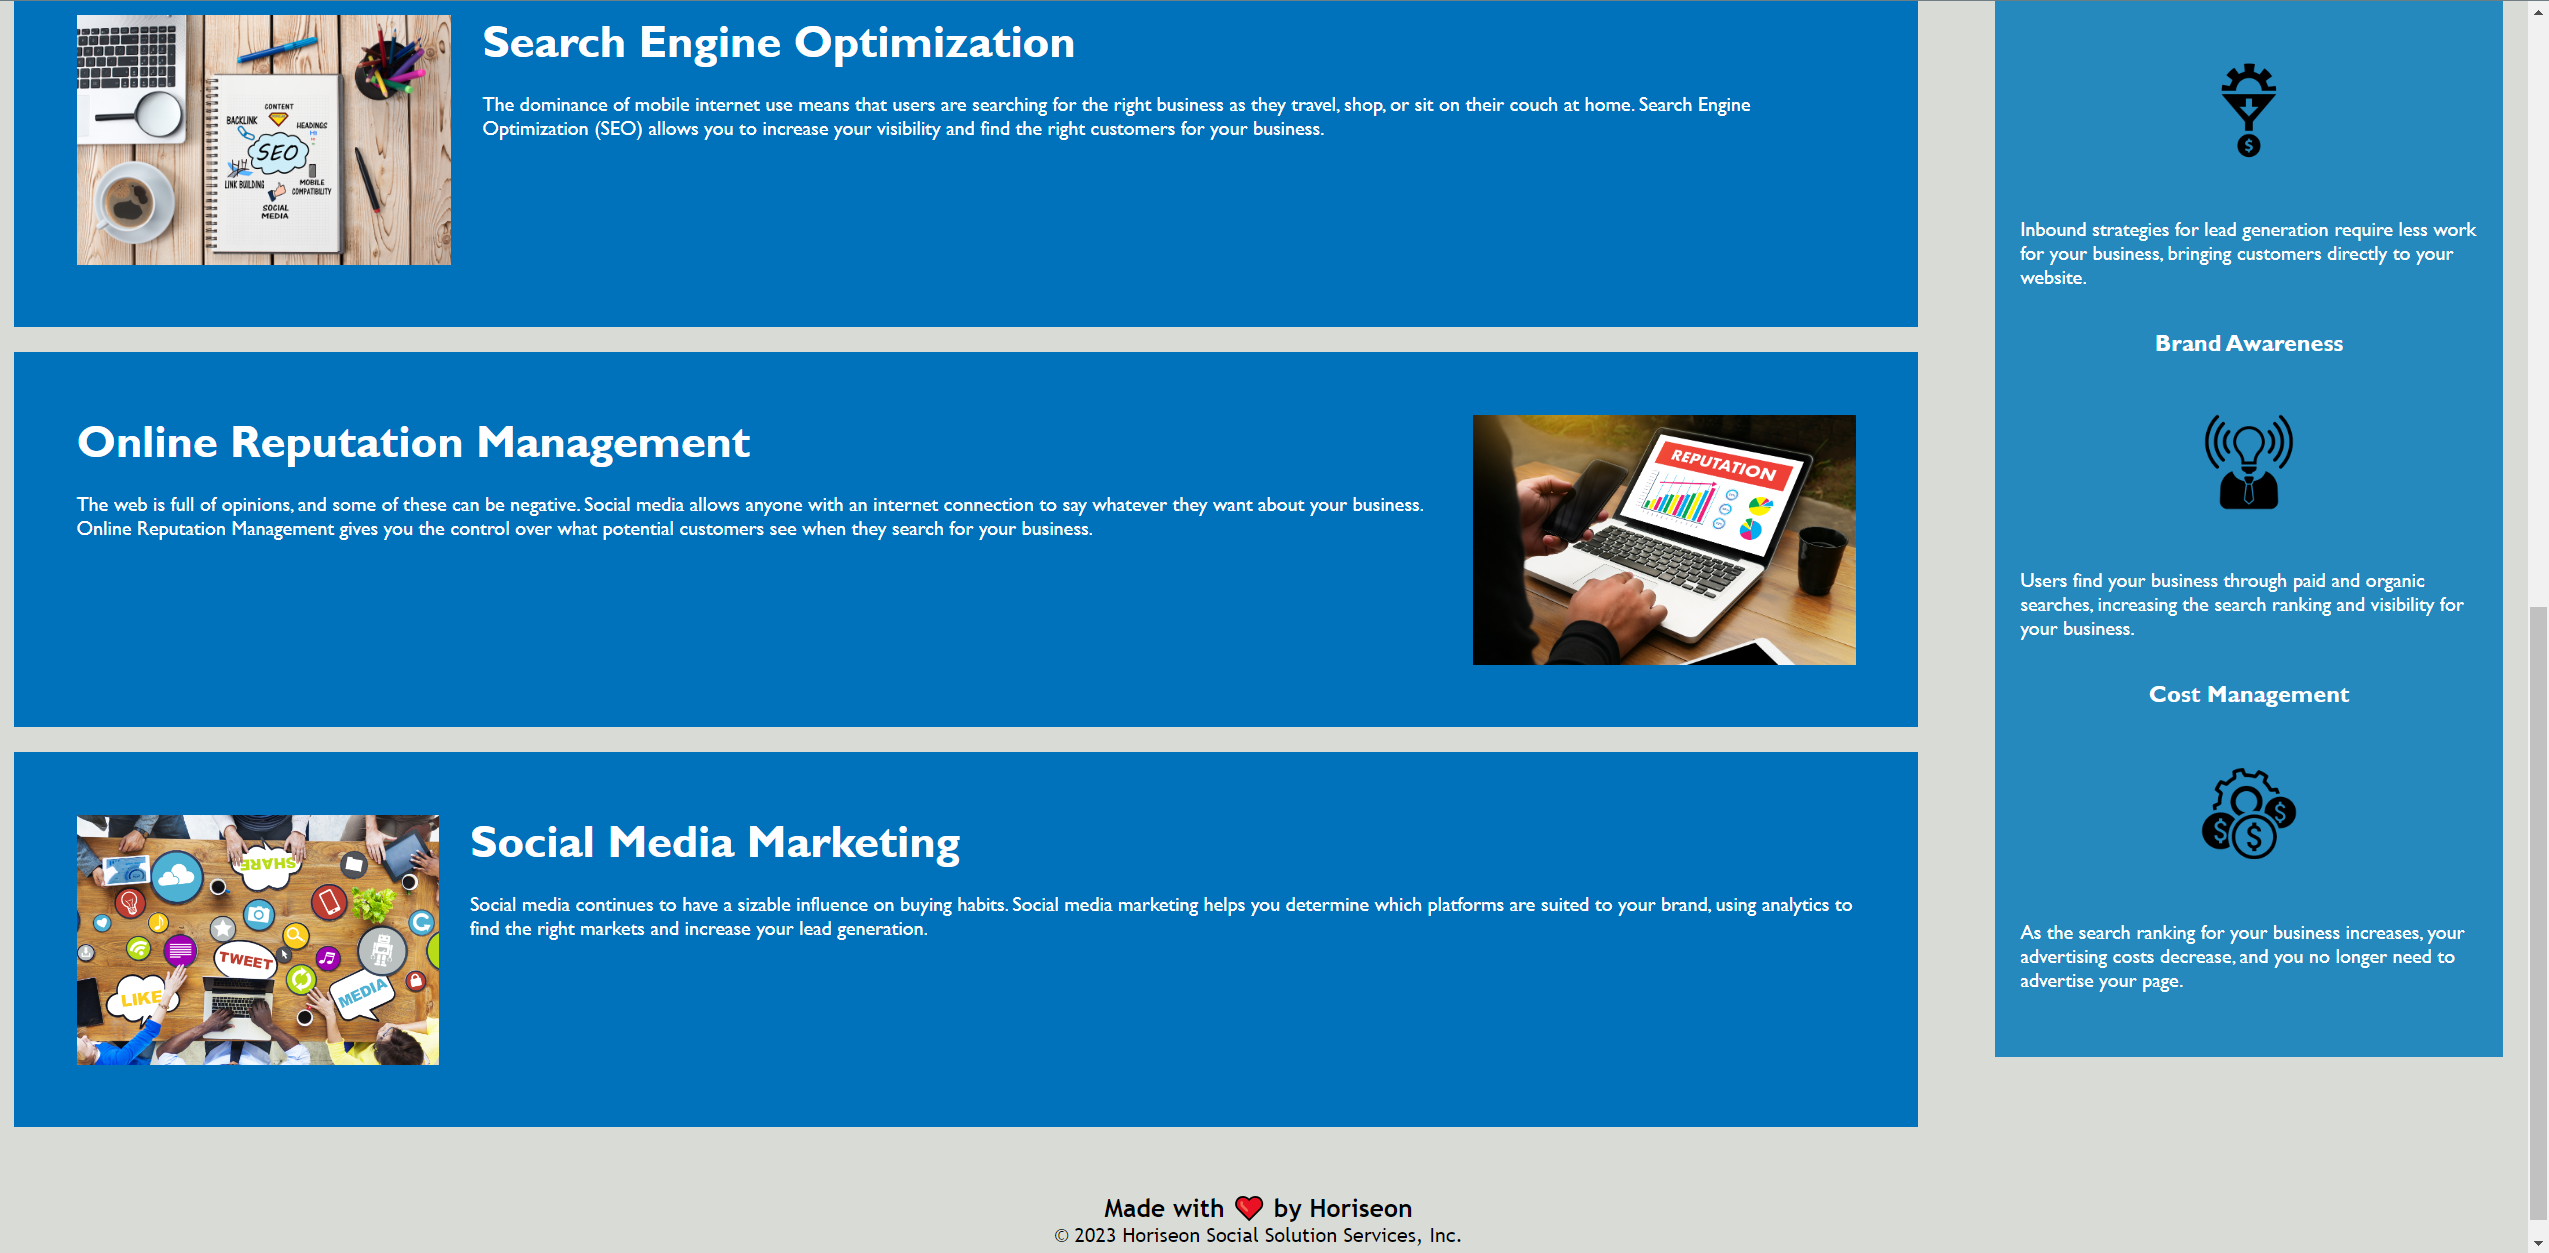 Search Engine Optimization
The dominance of mobile internet use means that users are searching for the right business as they travel, shop, or sit on their couch at home. Search Engine
Optimization (SEO) allows you to increase your visibility and find the right customers for your business.
CONTENT
BACKLINK
HEADINGS
SEO
LINK BUILDING
MOBILE
COMPATIBILITY
SOCIAL
MEDIA
Online Reputation Management
The web is full of opinions, and some of these can be negative. Social media allows anyone with an internet connection to say whatever they want about your business.
Online Reputation Management gives you the control over what potential customers see when they search for your business.
REPUTATION
Social Media Marketing
Social media continues to have a sizable influence on buying habits. Social media marketing helps you determine which platforms are suited to your brand, using analytics to
find the right markets and increase your lead generation.
SHARE
TWEET
LIKE
MEDIA
$
Inbound strategies for lead generation require less work
for your business, bringing customers directly to your
website.
Brand Awareness
Users find your business through paid and organic
searches, increasing the search ranking and visibility for
your business.
Cost Management
$ $ $
As the search ranking for your business increases, your
advertising costs decrease, and you no longer need to
advertise your page.
Made with ❤️ by Horiseon
© 2023 Horiseon Social Solution Services, Inc.